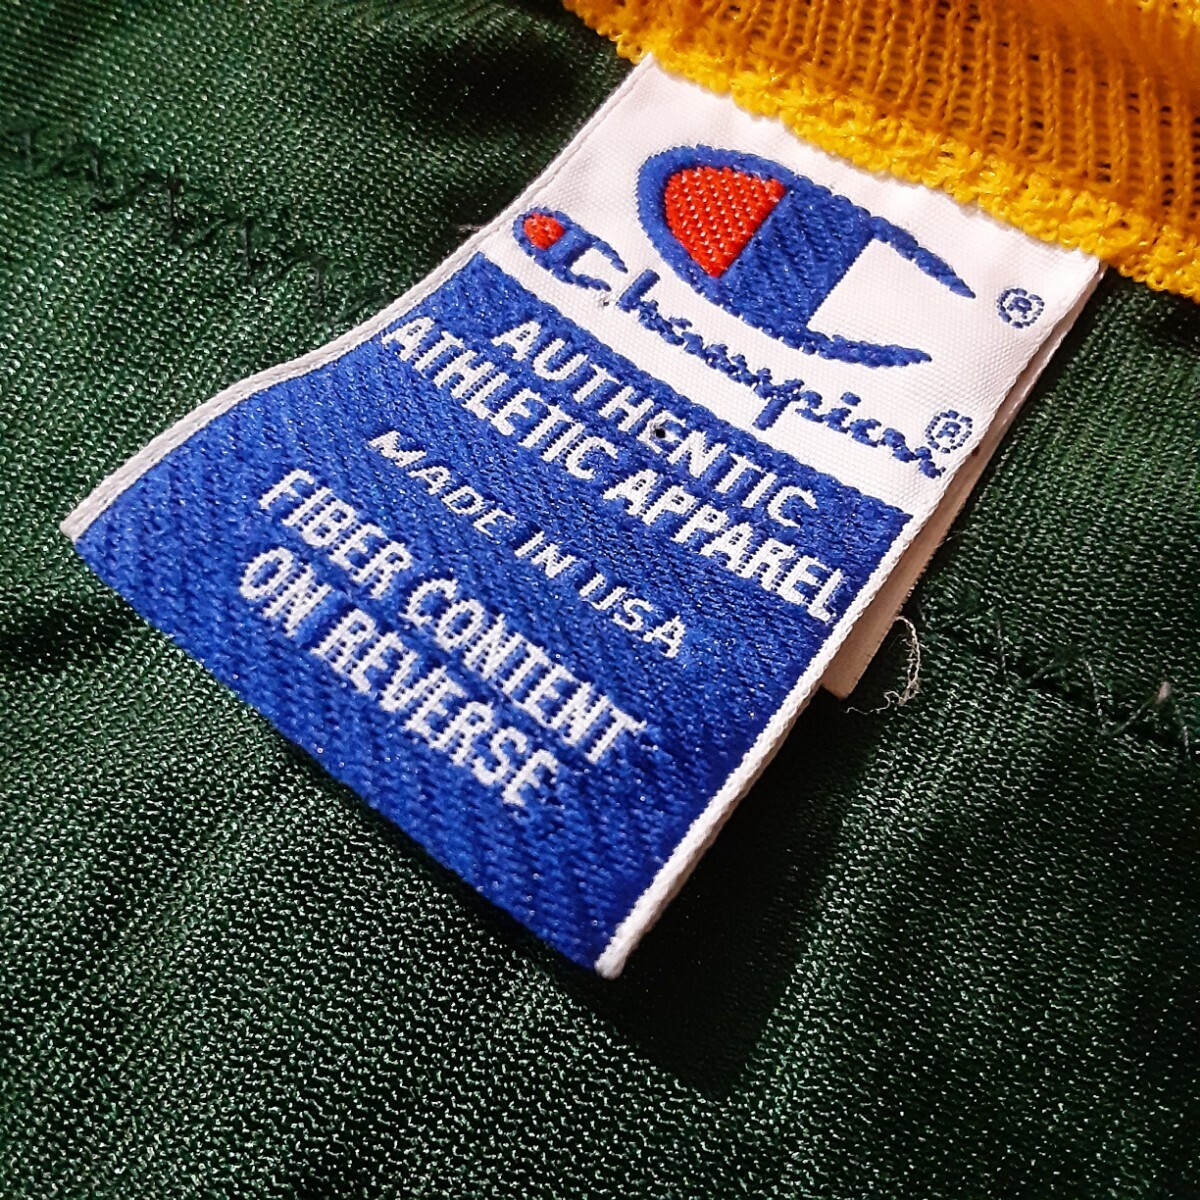 ®
Champion®
AUTHENTIC
ATHLETIC APPAREL
MADE IN USA
FIBER CONTENT
ON REVERSE